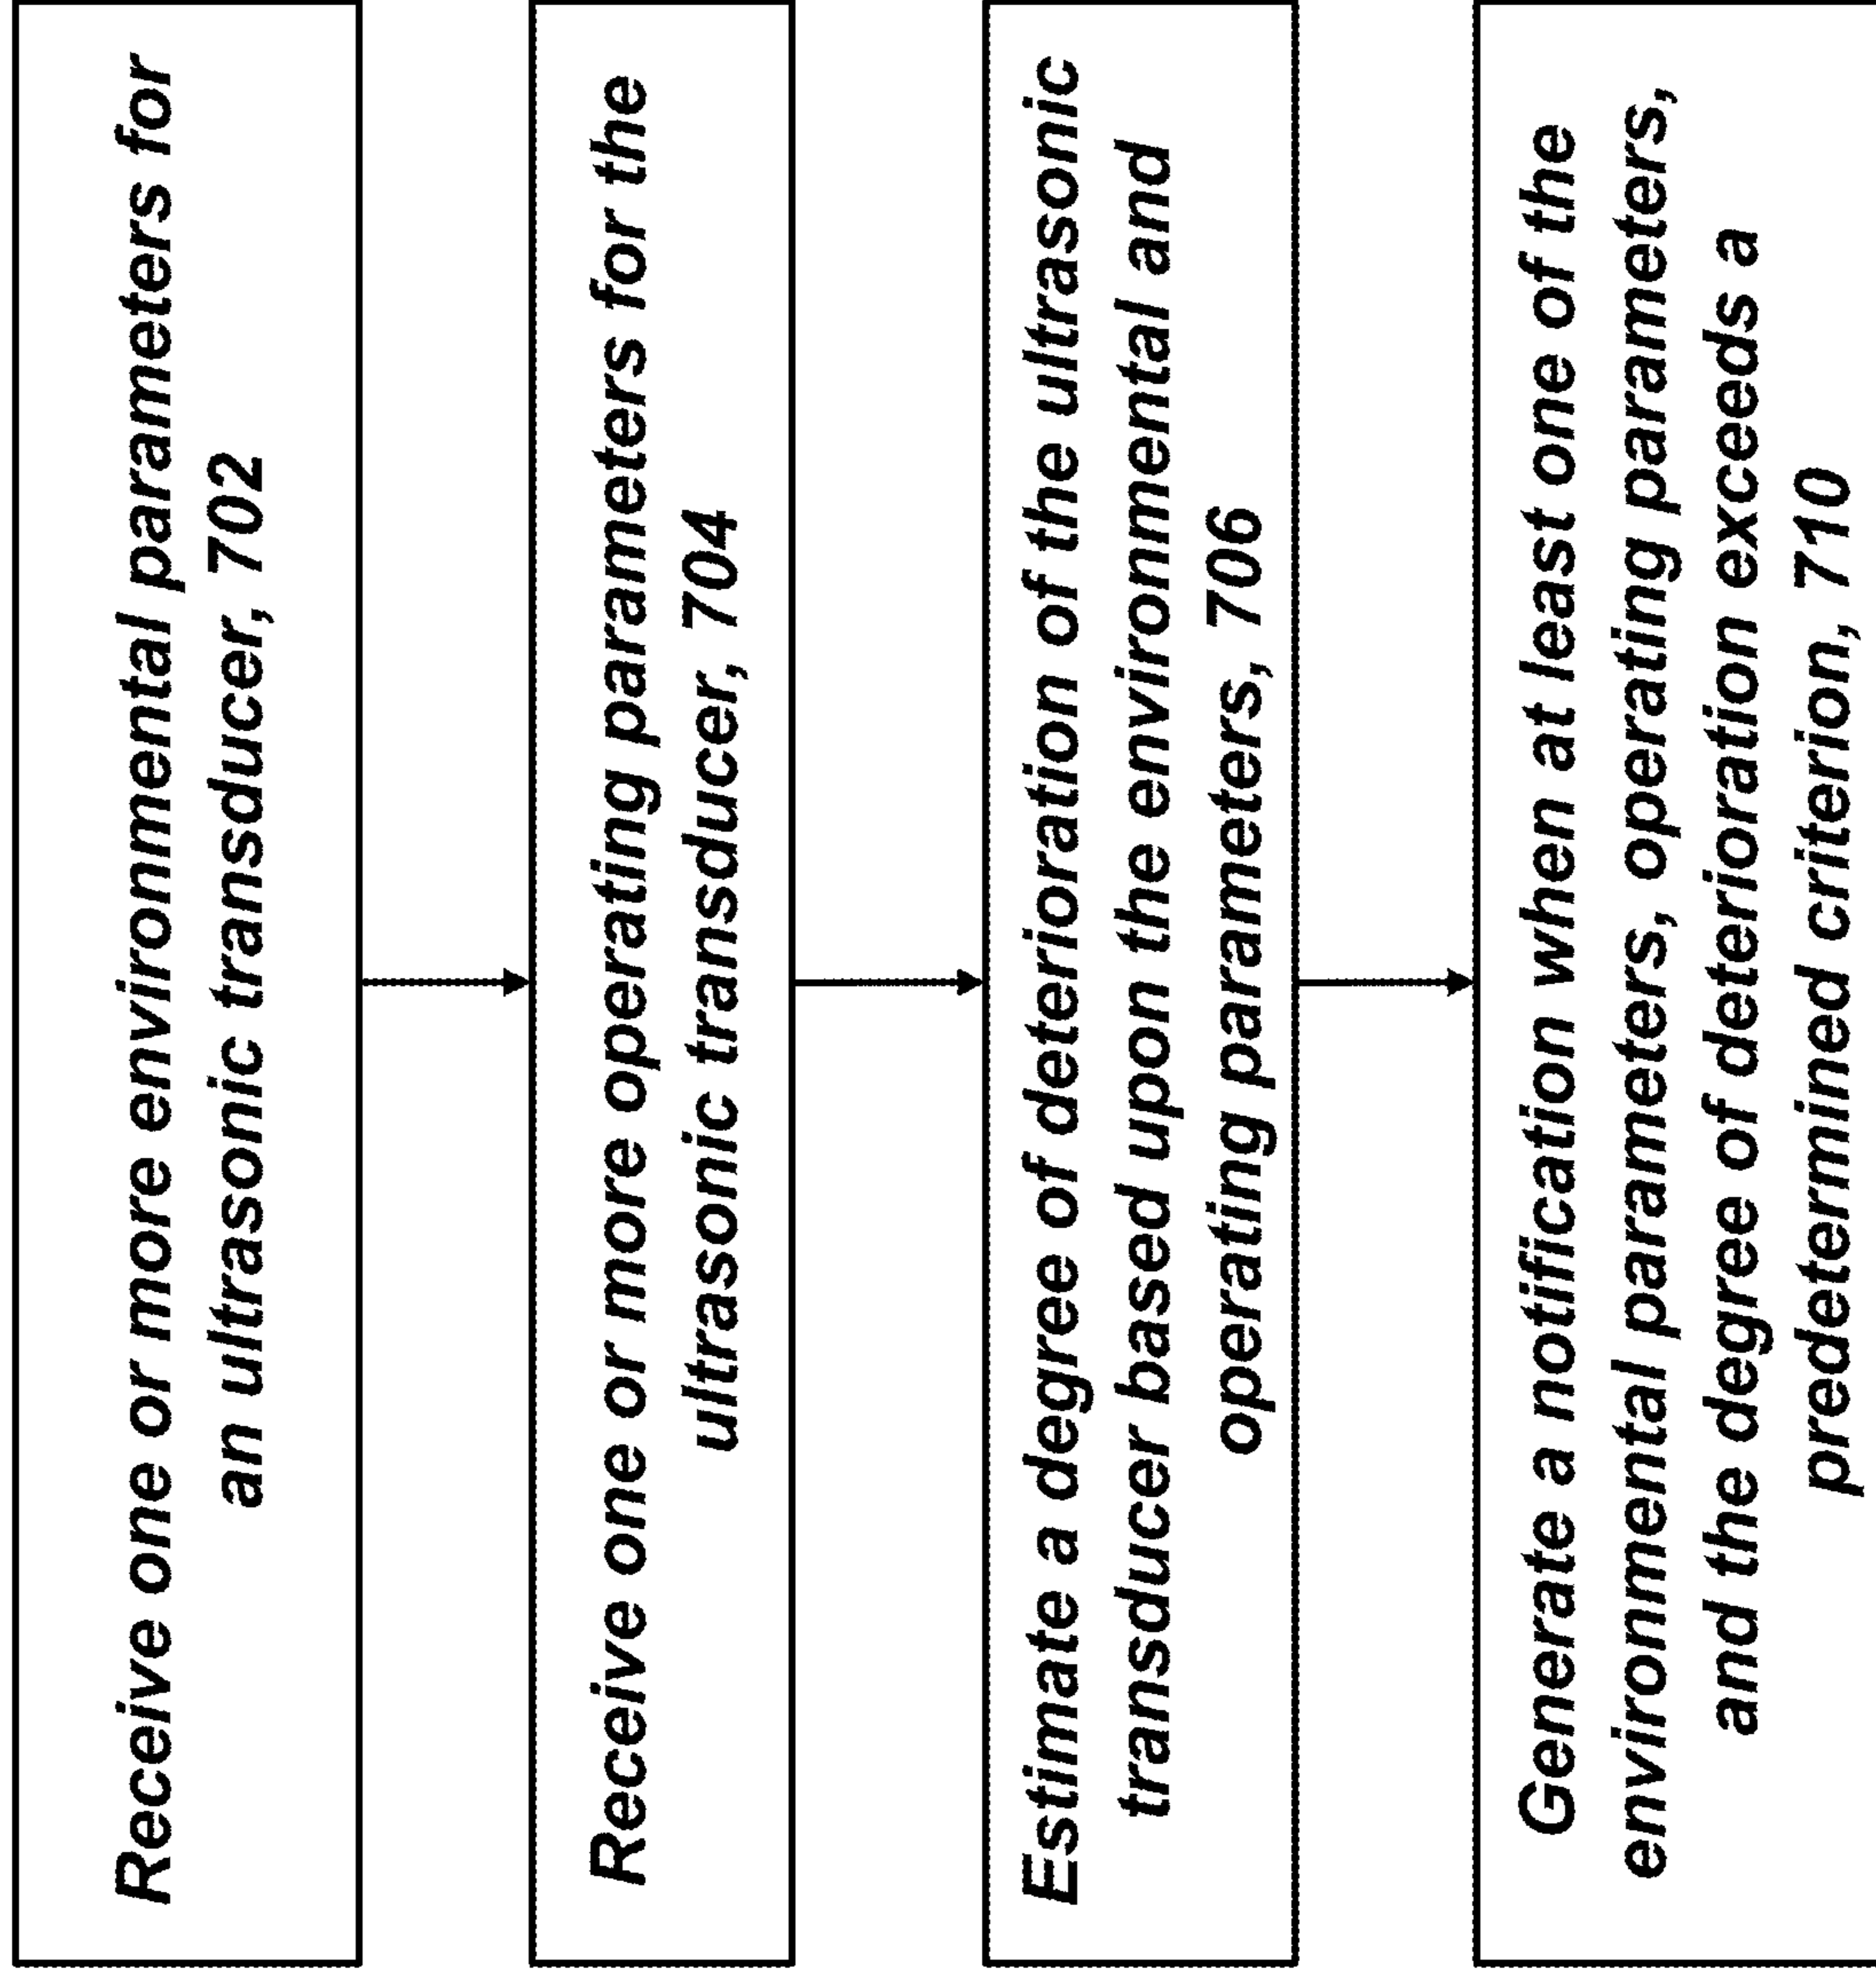 Receive one or more environmental parameters for
an ultrasonic transducer, 702
Receive one or more operating parameters for the
ultrasonic transducer, 704
Estimate a degree of deterioration of the ultrasonic
transducer based upon the environmental and
operating parameters, 706
Generate a notification when at least one of the
environmental parameters, operating parameters,
and the degree of deterioration exceeds a
predetermined criterion, 710